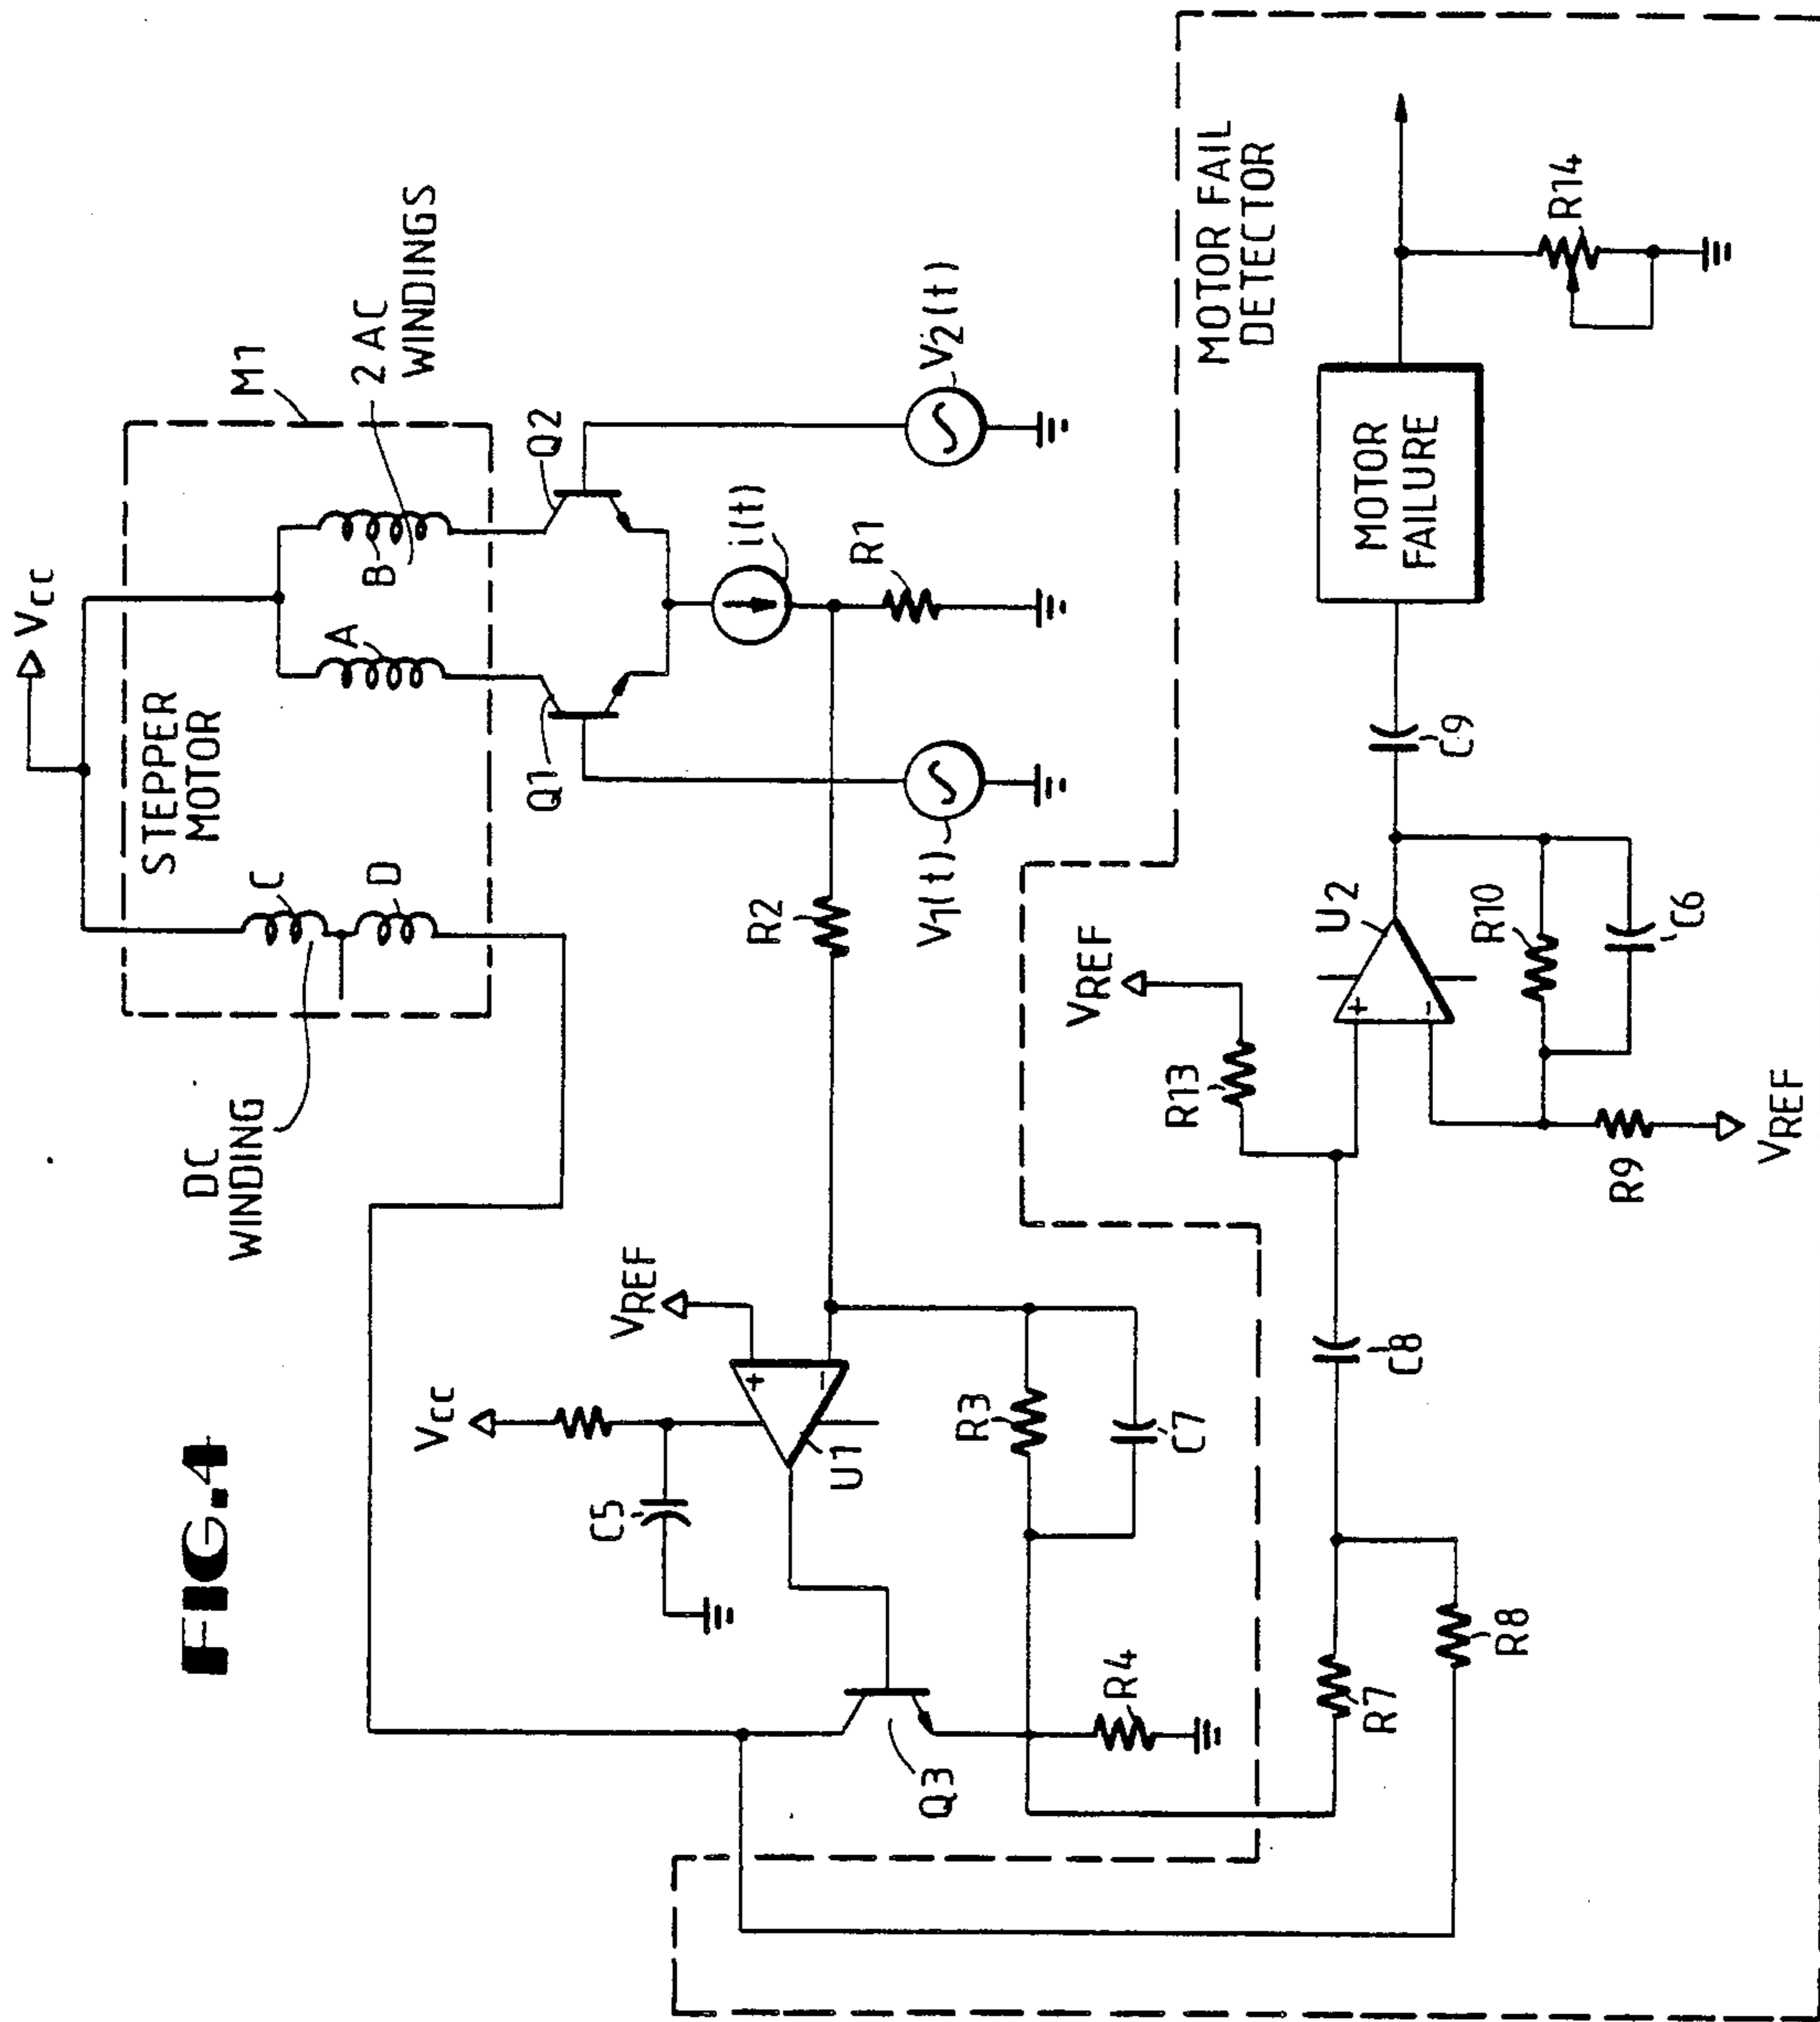 FIG.4
Vcc
M1
STEPPER
MOTOR
2 AC
WINDINGS
A
B
C
D
DC
WINDING
Q1
Q2
i(t)
R1
V1(t)
V2(t)
R2
Vcc
VREF
C5
+
-
U1
Q3
R3
C7
R4
MOTOR FAIL
DETECTOR
R7
R8
C8
R13
VREF
+
-
U2
R9
VREF
R10
C6
C9
MOTOR
FAILURE
R14